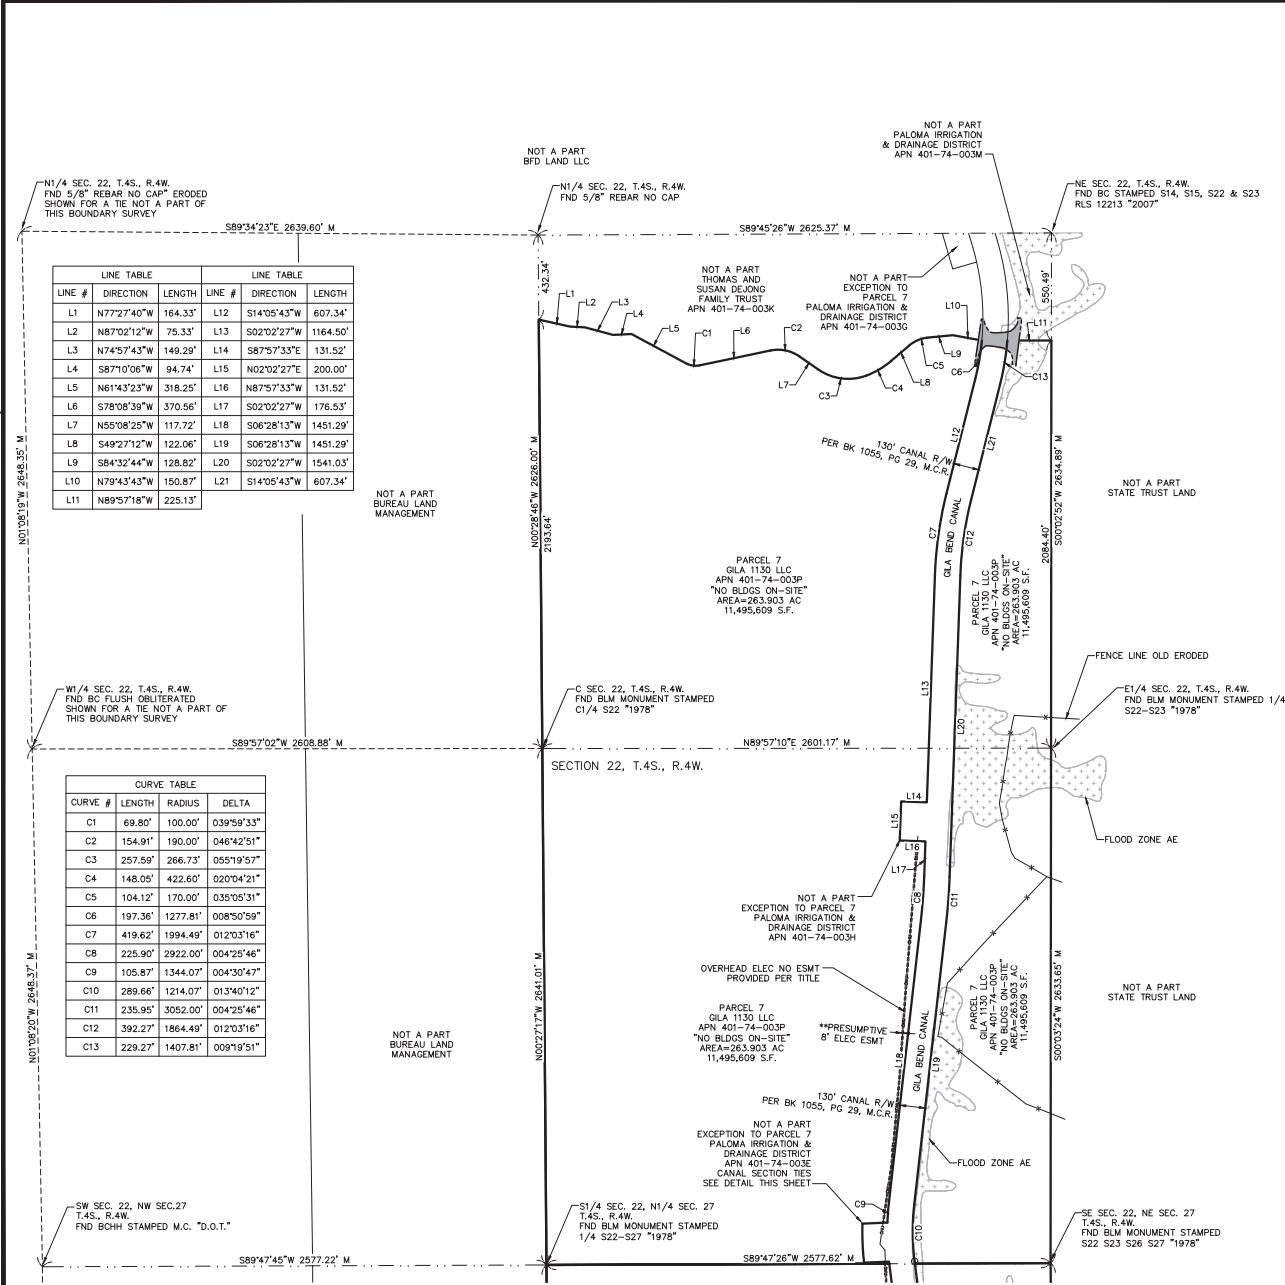 NOT A PART
PALOMA IRRIGATION
& DRAINAGE DISTRICT
APN 401-74-003M
NOT A PART
BFD LAND LLC
N1/4 SEC. 22, T.4S., R.4W.
FND 5/8" REBAR NO CAP" ERODED
SHOWN FOR A TIE NOT A PART OF
THIS BOUNDARY SURVEY
N1/4 SEC. 22, T.4S., R.4W.
FND 5/8" REBAR NO CAP
NE SEC. 22, T.4S., R.4W.
FND BC STAMPED S14, S15, S22 & S23
RLS 12213 "2007"
S89°34'23"E 2639.60' M
S89°45'26"W 2625.37' M
LINE TABLE LINE TABLE
LINE # DIRECTION LENGTH LINE # DIRECTION LENGTH
L1 N77°27'40"W 164.33' L12 S14°05'43"W 607.34'
L2 N87°02'12"W 75.33' L13 S02°02'27"W 1164.50'
L3 N74°57'43"W 149.29' L14 S87°57'33"E 131.52'
L4 S87°10'06"W 94.74' L15 N02°02'27"E 200.00'
L5 N61°43'23"W 318.25' L16 N87°57'33"W 131.52'
L6 S78°08'39"W 370.56' L17 S02°02'27"W 176.53'
L7 N55°08'25"W 117.72' L18 S06°28'13"W 1451.29'
L8 S49°27'12"W 122.06' L19 S06°28'13"W 1451.29'
L9 S84°32'44"W 128.82' L20 S02°02'27"W 1541.03'
L10 N79°43'43"W 150.87' L21 S14°05'43"W 607.34'
L11 N89°57'18"W 225.13'
432.34'
NOT A PART
THOMAS AND
SUSAN DEJONG
FAMILY TRUST
APN 401-74-003K
NOT A PART
EXCEPTION TO
PARCEL 7
PALOMA IRRIGATION &
DRAINAGE DISTRICT
APN 401-74-003G
550.49'
L1
L2
L3
L4
L5
C1
L6
C2
L7
C3
C4
L8
C5
L9
L10
C6
L11
C13
L12
L21
130' CANAL R/W
PER BK 1055, PG 29, M.C.R.
N01°08'19"W 2648.35' M
N00°28'46"W 2626.00' M
2193.64'
S00°02'52"W 2634.89' M
2084.40'
NOT A PART
BUREAU LAND
MANAGEMENT
NOT A PART
STATE TRUST LAND
C7
GILA BEND CANAL
C12
PARCEL 7
GILA 1130 LLC
APN 401-74-003P
"NO BLDGS ON-SITE"
AREA=263.903 AC
11,495,609 S.F.
PARCEL 7
GILA 1130 LLC
APN 401-74-003P
"NO BLDGS ON-SITE"
AREA=263.903 AC
11,495,609 S.F.
FENCE LINE OLD ERODED
W1/4 SEC. 22, T.4S., R.4W.
FND BC FLUSH OBLITERATED
SHOWN FOR A TIE NOT A PART OF
THIS BOUNDARY SURVEY
C SEC. 22, T.4S., R.4W.
FND BLM MONUMENT STAMPED
C1/4 S22 "1978"
L13
L20
E1/4 SEC. 22, T.4S., R.4W.
FND BLM MONUMENT STAMPED 1/4
S22-S23 "1978"
S89°57'02"W 2608.88' M
N89°57'10"E 2601.17' M
SECTION 22, T.4S., R.4W.
CURVE TABLE
CURVE # LENGTH RADIUS DELTA
C1 69.80' 100.00' 039°59'33"
C2 154.91' 190.00' 046°42'51"
C3 257.59' 266.73' 055°19'57"
C4 148.05' 422.60' 020°04'21"
C5 104.12' 170.00' 035°05'31"
C6 197.36' 1277.81' 008°50'59"
C7 419.62' 1994.49' 012°03'16"
C8 225.90' 2922.00' 004°25'46"
C9 105.87' 1344.07' 004°30'47"
C10 289.66' 1214.07' 013°40'12"
C11 235.95' 3052.00' 004°25'46"
C12 392.27' 1864.49' 012°03'16"
C13 229.27' 1407.81' 009°19'51"
L14
L15
L16
L17
C8
C11
FLOOD ZONE AE
NOT A PART
EXCEPTION TO PARCEL 7
PALOMA IRRIGATION &
DRAINAGE DISTRICT
APN 401-74-003H
OVERHEAD ELEC NO ESMT
PROVIDED PER TITLE
N01°08'20"W 2648.37' M
N00°27'17"W 2641.01' M
S00°03'24"W 2633.65' M
PARCEL 7
GILA 1130 LLC
APN 401-74-003P
"NO BLDGS ON-SITE"
AREA=263.903 AC
11,495,609 S.F.
**PRESUMPTIVE
8' ELEC ESMT
PARCEL 7
GILA 1130 LLC
APN 401-74-003P
"NO BLDGS ON-SITE"
AREA=263.903 AC
11,495,609 S.F.
NOT A PART
STATE TRUST LAND
NOT A PART
BUREAU LAND
MANAGEMENT
L18
GILA BEND CANAL
L19
130' CANAL R/W
PER BK 1055, PG 29, M.C.R.
NOT A PART
EXCEPTION TO PARCEL 7
PALOMA IRRIGATION &
DRAINAGE DISTRICT
APN 401-74-003E
CANAL SECTION TIES
SEE DETAIL THIS SHEET
FLOOD ZONE AE
C9
C10
SW SEC. 22, NW SEC.27
T.4S., R.4W.
FND BCHH STAMPED M.C. "D.O.T."
S1/4 SEC. 22, N1/4 SEC. 27
T.4S., R.4W.
FND BLM MONUMENT STAMPED
1/4 S22-S27 "1978"
SE SEC. 22, NE SEC. 27
T.4S., R.4W.
FND BLM MONUMENT STAMPED
S22 S23 S26 S27 "1978"
S89°47'45"W 2577.22' M
S89°47'26"W 2577.62' M